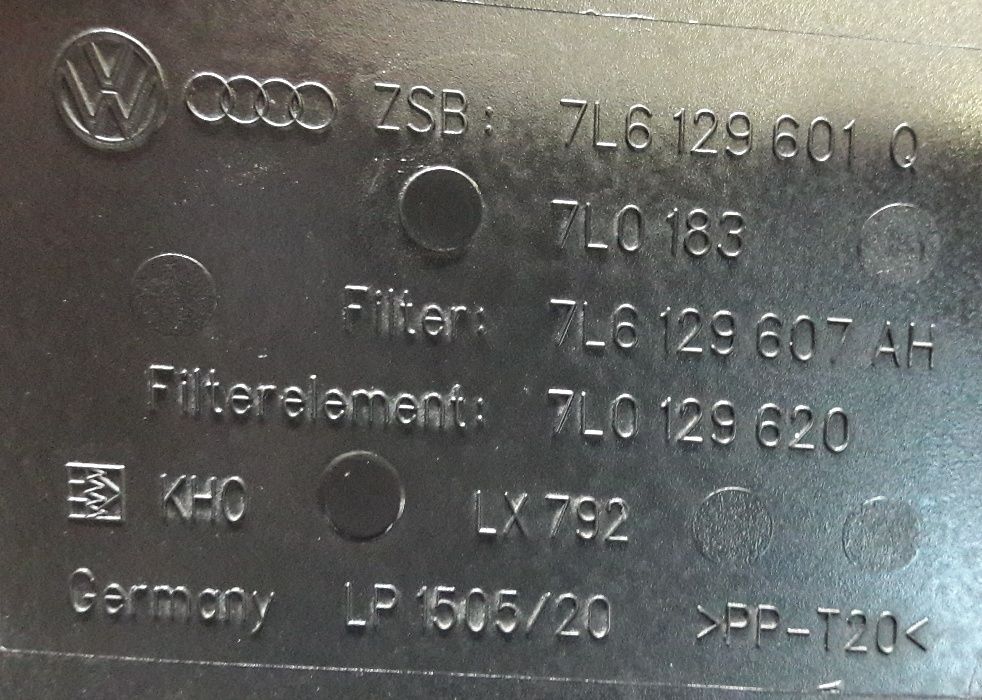 ZSB: 7L6 129 601 Q
7L0 183
Filter: 7L6 129 607 AH
Filterelement: 7L0 129 620
KHO LX 792
Germany LP 1505/20 >PP-T20<